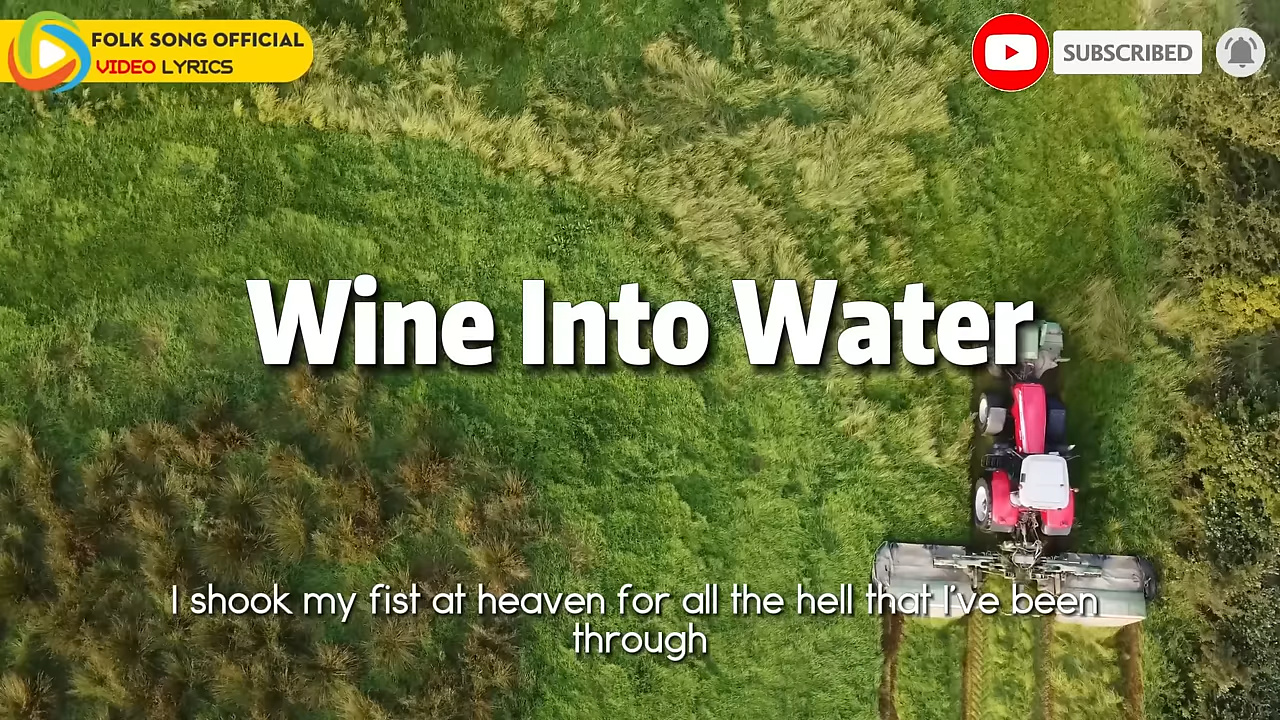 FOLK SONG OFFICIAL
VIDEO LYRICS
SUBSCRIBED
Wine Into Water
I shook my fist at heaven for all the hell that I've been
through